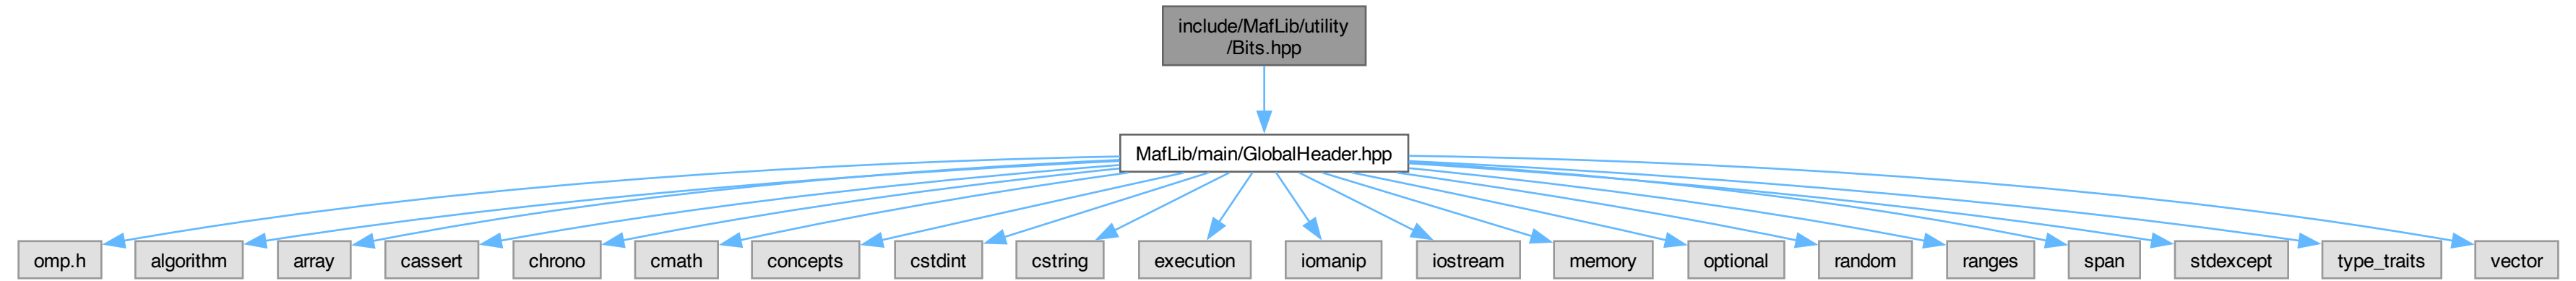 include/MafLib/utility
/Bits.hpp
MafLib/main/GlobalHeader.hpp
omp.h
algorithm
array
cassert
chrono
cmath
concepts
cstdint
cstring
execution
iomanip
iostream
memory
optional
random
ranges
span
stdexcept
type_traits
vector